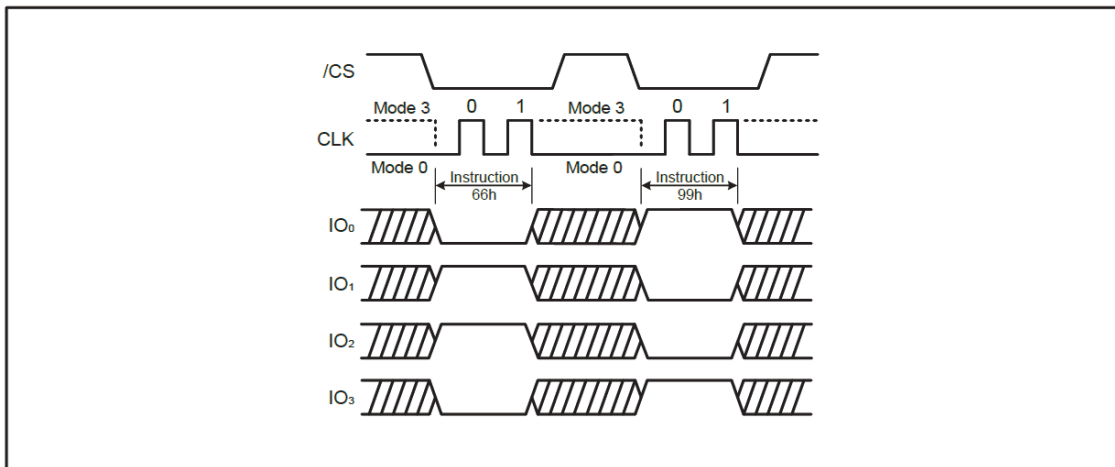 /CS
Mode 3 0 1 Mode 3 0 1
CLK
Mode 0 Mode 0
Instruction Instruction
66h 99h
IO₀
IO₁
IO₂
IO₃